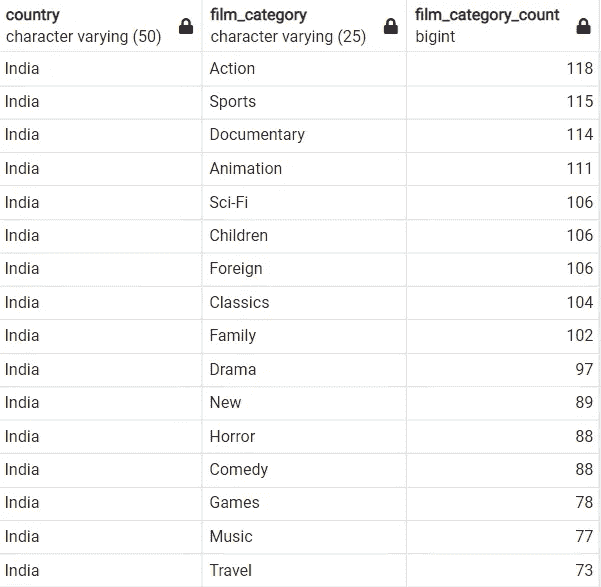 country film_category film_category_count
character varying (50) character varying (25) bigint
India Action 118
India Sports 115
India Documentary 114
India Animation 111
India Sci-Fi 106
India Children 106
India Foreign 106
India Classics 104
India Family 102
India Drama 97
India New 89
India Horror 88
India Comedy 88
India Games 78
India Music 77
India Travel 73